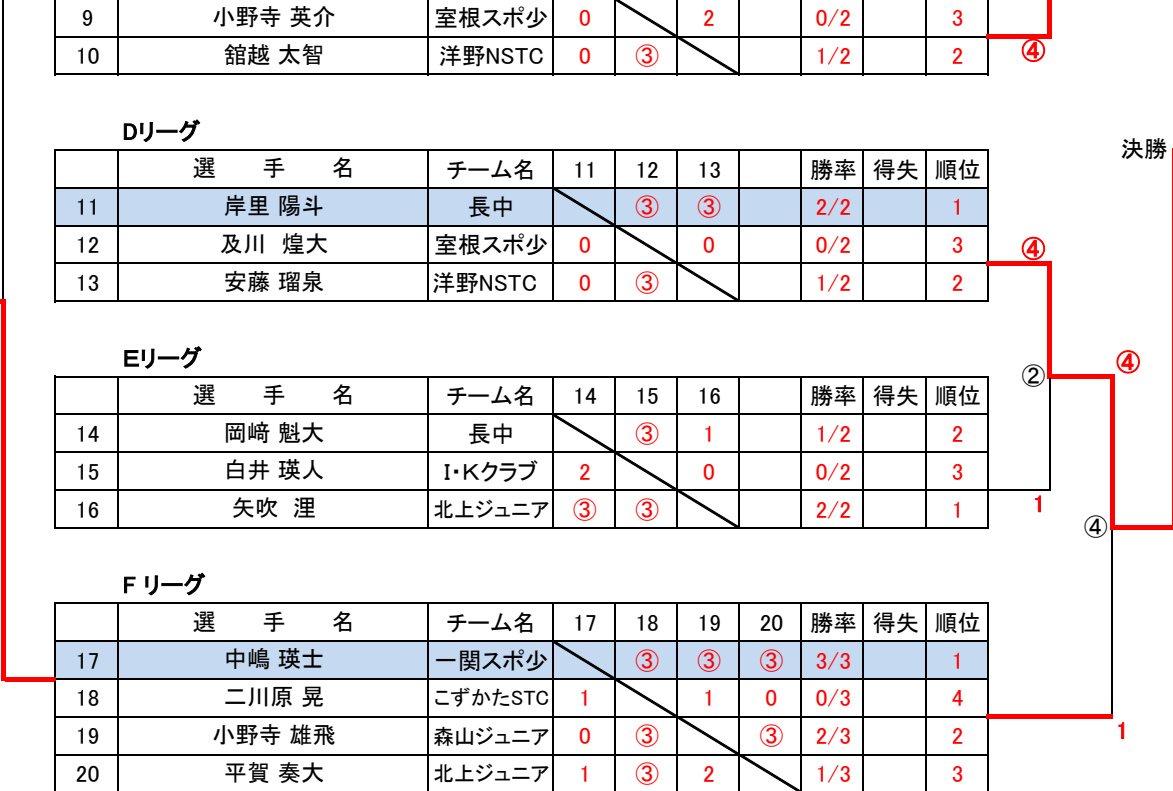 9 小野寺 英介 室根スポ少 0 2 0/2 3
10 舘越 太智 洋野NSTC 0 ③ 1/2 2 ④
Dリーグ
決勝
選 手 名 チーム名 11 12 13 勝率 得失 順位
11 岸里 陽斗 長中 ③ ③ 2/2 1
12 及川 煌大 室根スポ少 0 0 0/2 3 ④
13 安藤 瑠泉 洋野NSTC 0 ③ 1/2 2
Eリーグ
② ④
選 手 名 チーム名 14 15 16 勝率 得失 順位
14 岡﨑 魁大 長中 ③ 1 1/2 2
15 白井 瑛人 I・Kクラブ 2 0 0/2 3
16 矢吹 浬 北上ジュニア ③ ③ 2/2 1 1
④
Fリーグ
選 手 名 チーム名 17 18 19 20 勝率 得失 順位
17 中嶋 瑛士 一関スポ少 ③ ③ ③ 3/3 1
18 二川原 晃 こずかたSTC 1 1 0 0/3 4
19 小野寺 雄飛 森山ジュニア 0 ③ ③ 2/3 2 1
20 平賀 奏大 北上ジュニア 1 ③ 2 1/3 3